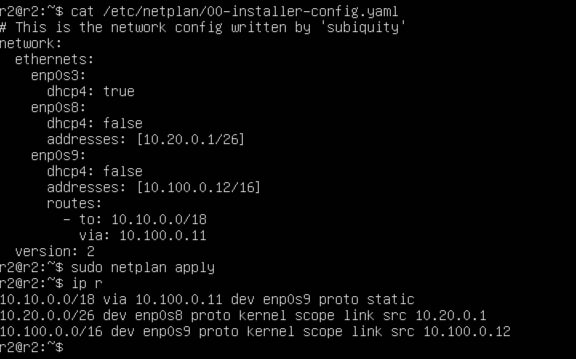 r2@r2:~$ cat /etc/netplan/00-installer-config.yaml
# This is the network config written by 'subiquity'
network:
  ethernets:
    enp0s3:
      dhcp4: true
    enp0s8:
      dhcp4: false
      addresses: [10.20.0.1/26]
    enp0s9:
      dhcp4: false
      addresses: [10.100.0.12/16]
      routes:
        - to: 10.10.0.0/18
          via: 10.100.0.11
  version: 2
r2@r2:~$ sudo netplan apply
r2@r2:~$ ip r
10.10.0.0/18 via 10.100.0.11 dev enp0s9 proto static
10.20.0.0/26 dev enp0s8 proto kernel scope link src 10.20.0.1
10.100.0.0/16 dev enp0s9 proto kernel scope link src 10.100.0.12
r2@r2:~$